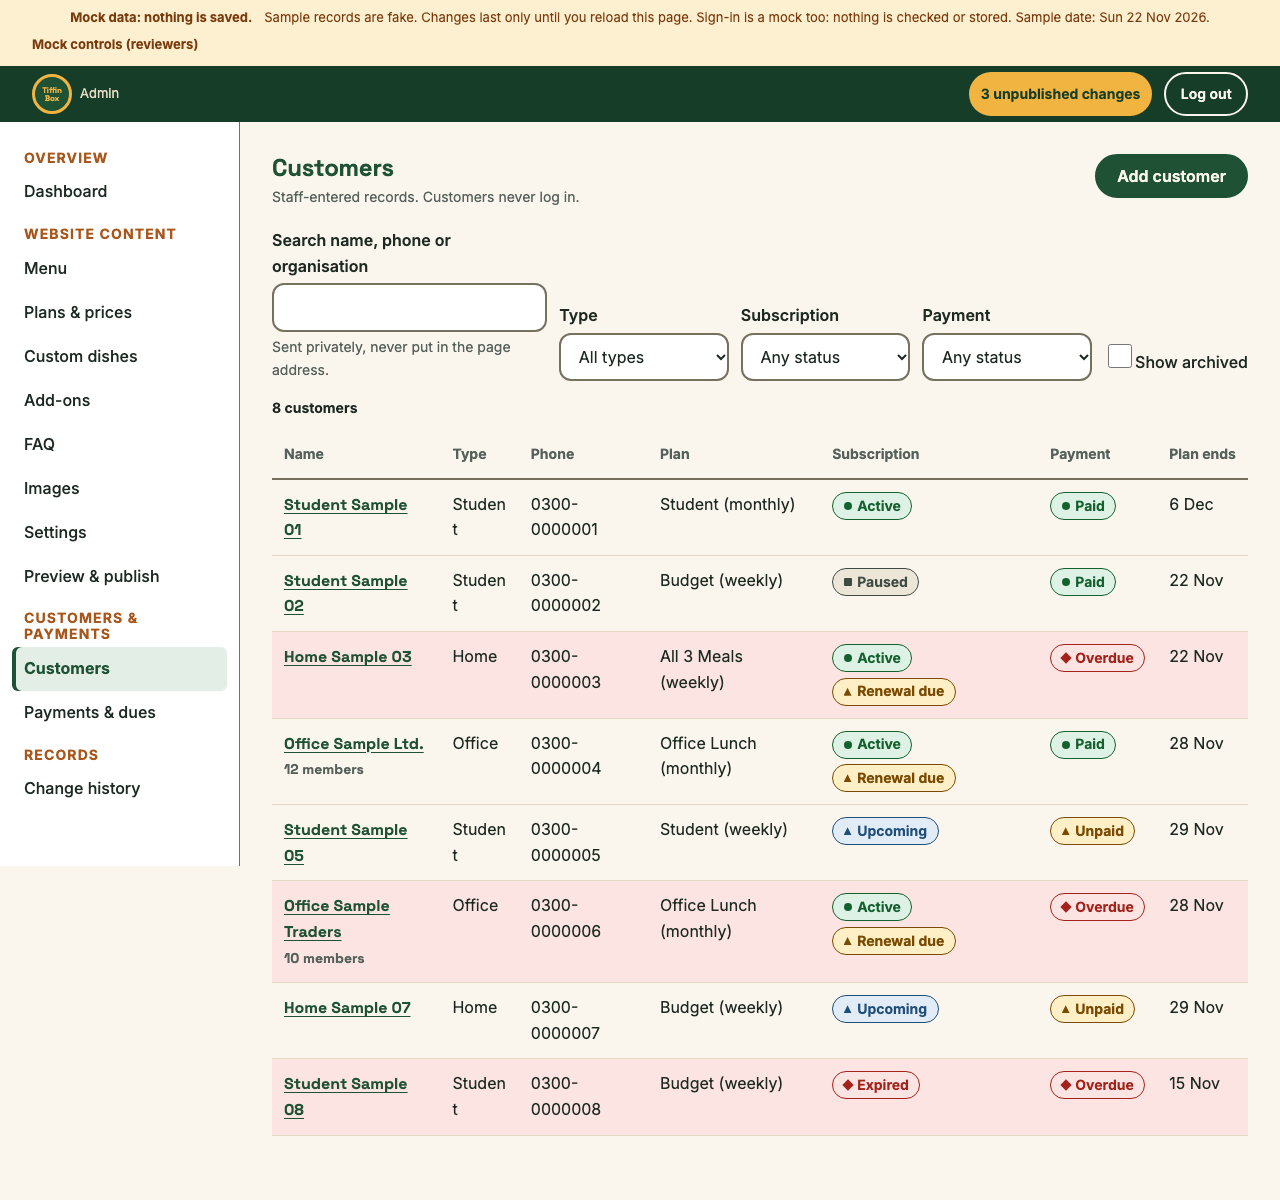 Mock data: nothing is saved. Sample records are fake. Changes last only until you reload this page. Sign-in is a mock too: nothing is checked or stored. Sample date: Sun 22 Nov 2026.
Mock controls (reviewers)
Tiffin
Box
Admin
3 unpublished changes
Log out
OVERVIEW
Dashboard
WEBSITE CONTENT
Menu
Plans & prices
Custom dishes
Add-ons
FAQ
Images
Settings
Preview & publish
CUSTOMERS &
PAYMENTS
Customers
Payments & dues
RECORDS
Change history
Customers
Staff-entered records. Customers never log in.
Add customer
Search name, phone or
organisation
Sent privately, never put in the page
address.
Type
All types
Subscription
Any status
Payment
Any status
Show archived
8 customers
Name Type Phone Plan Subscription Payment Plan ends
Student Sample Studen 0300- Student (monthly) Active Paid 6 Dec
01 t 0000001
Student Sample Studen 0300- Budget (weekly) Paused Paid 22 Nov
02 t 0000002
Home Sample 03 Home 0300- All 3 Meals Active Overdue 22 Nov
0000003 (weekly) Renewal due
Office Sample Ltd. Office 0300- Office Lunch Active Paid 28 Nov
12 members 0000004 (monthly) Renewal due
Student Sample Studen 0300- Student (weekly) Upcoming Unpaid 29 Nov
05 t 0000005
Office Sample Office 0300- Office Lunch Active Overdue 28 Nov
Traders 0000006 (monthly) Renewal due
10 members
Home Sample 07 Home 0300- Budget (weekly) Upcoming Unpaid 29 Nov
0000007
Student Sample Studen 0300- Budget (weekly) Expired Overdue 15 Nov
08 t 0000008